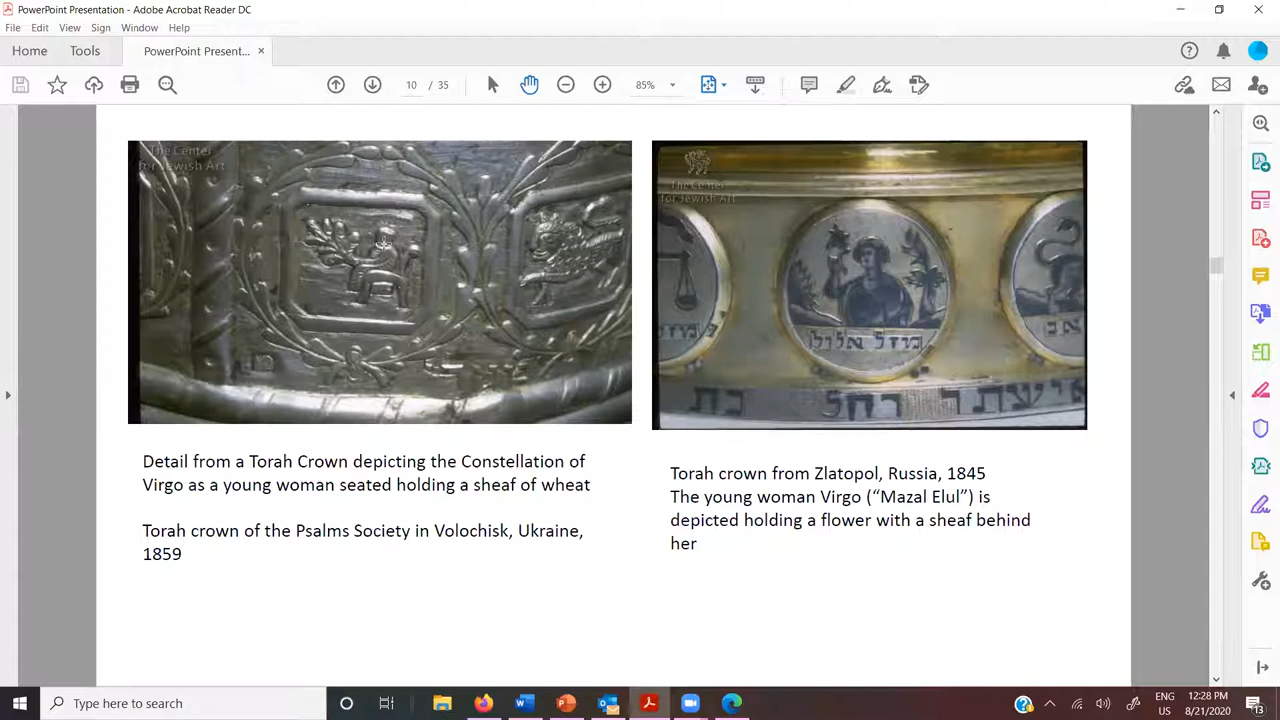 PowerPoint Presentation - Adobe Acrobat Reader DC
File Edit View Sign Window Help
Home Tools PowerPoint Present... ×
10 / 35 85%
The Center
for Jewish Art
The Center
for Jewish Art
מזל אלול
רחל בת
Detail from a Torah Crown depicting the Constellation of
Virgo as a young woman seated holding a sheaf of wheat
Torah crown of the Psalms Society in Volochisk, Ukraine,
1859
Torah crown from Zlatopol, Russia, 1845
The young woman Virgo (“Mazal Elul”) is
depicted holding a flower with a sheaf behind
her
Type here to search
ENG
US
12:28 PM
8/21/2020
13